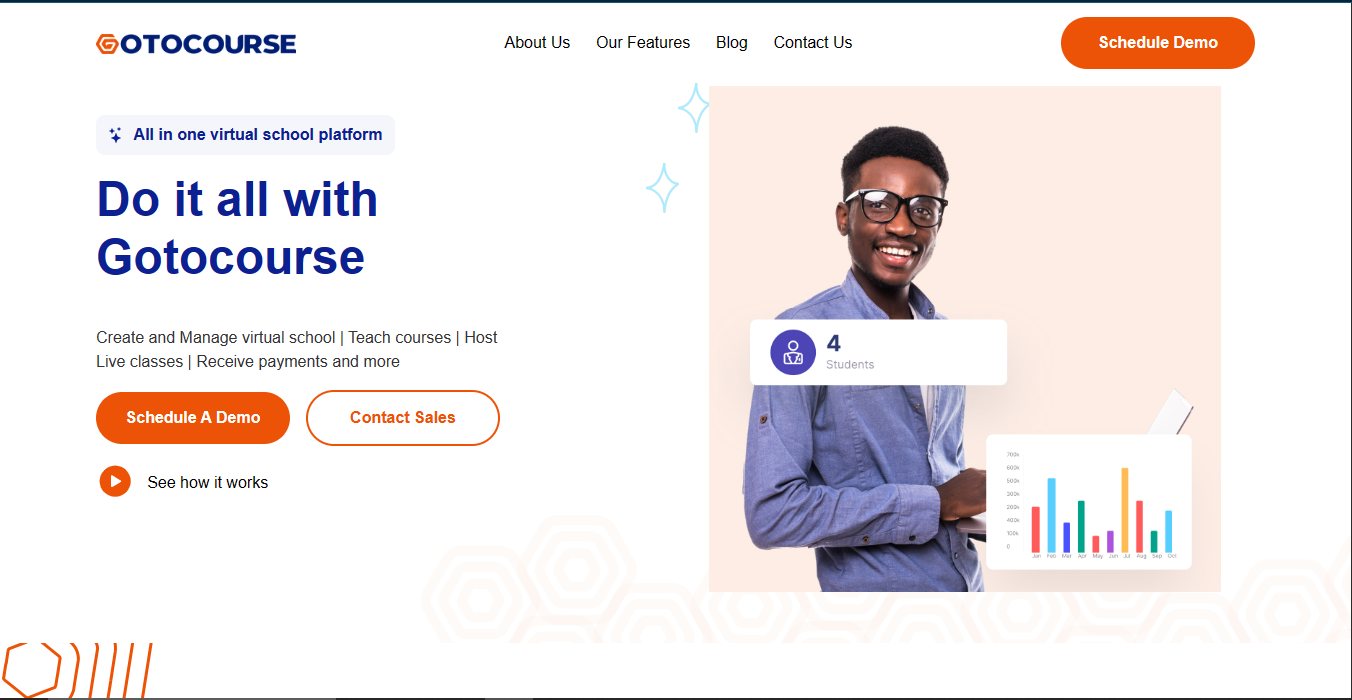 GOTOCOURSE
About Us
Our Features
Blog
Contact Us
Schedule Demo
All in one virtual school platform
Do it all with
Gotocourse
Create and Manage virtual school | Teach courses | Host
Live classes | Receive payments and more
Schedule A Demo
Contact Sales
See how it works
4
Students
700k
600k
500k
300k
200k
400k
100k
0
Jan Feb Mar Apr May Jun Jul Aug Sep Oct